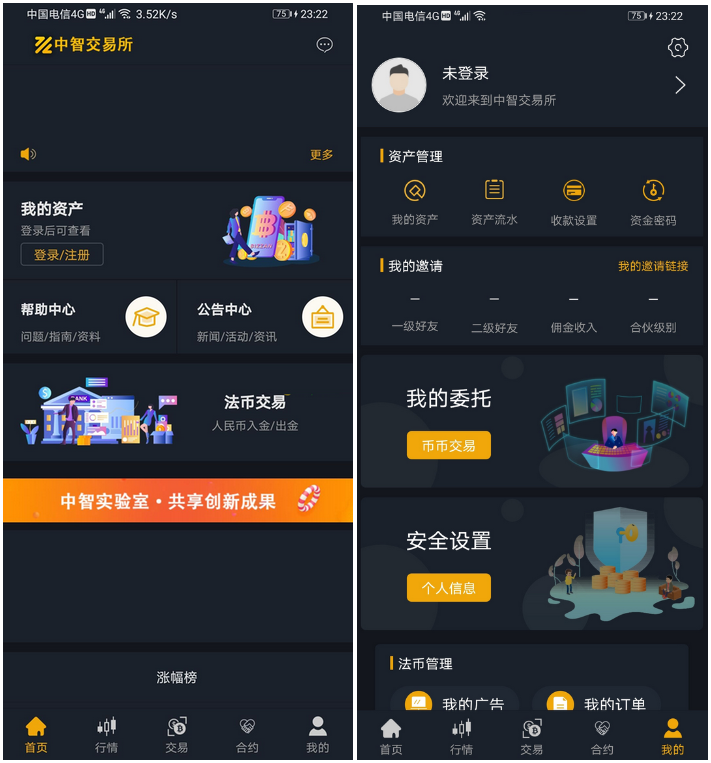 中国电信4G HD 46 3.52K/s 75 23:22
中智交易所
更多
我的资产
登录后可查看
登录/注册
帮助中心
问题/指南/资料
公告中心
新闻/活动/资讯
BANK
法币交易
人民币入金/出金
中智实验室·共享创新成果
涨幅榜
首页 行情 交易 合约 我的
中国电信4G HD 46 75 23:22
未登录
欢迎来到中智交易所
资产管理
我的资产 资产流水 收款设置 资金密码
我的邀请 我的邀请链接
— — — —
一级好友 二级好友 佣金收入 合伙级别
我的委托
币币交易
安全设置
个人信息
法币管理
我的广告 我的订单
首页 行情 交易 合约 我的